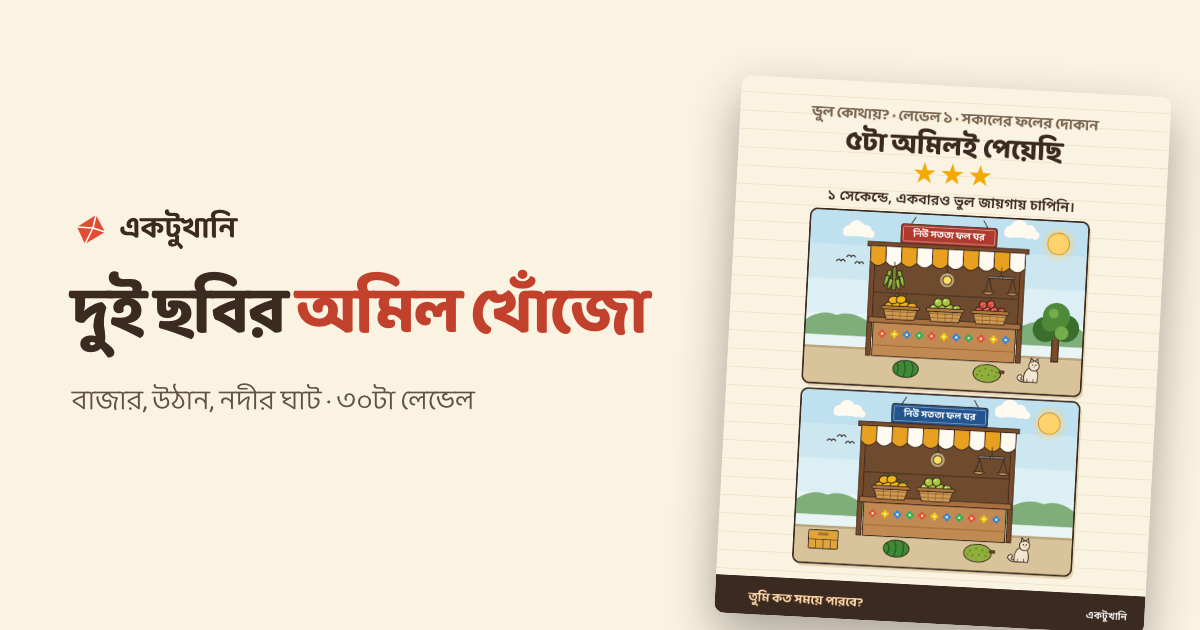 একটুখানি
দুই ছবির অমিল খোঁজো
বাজার, উঠান, নদীর ঘাট · ৩০টা লেভেল
ভুল কোথায়? · লেভেল ১ · সকালের ফলের দোকান
৫টা অমিলই পেয়েছি
১ সেকেন্ডে, একবারও ভুল জায়গায় চাপিনি।
নিউ সততা ফল ঘর
নিউ সততা ফল ঘর
তুমি কত সময়ে পারবে?
একটুখানি